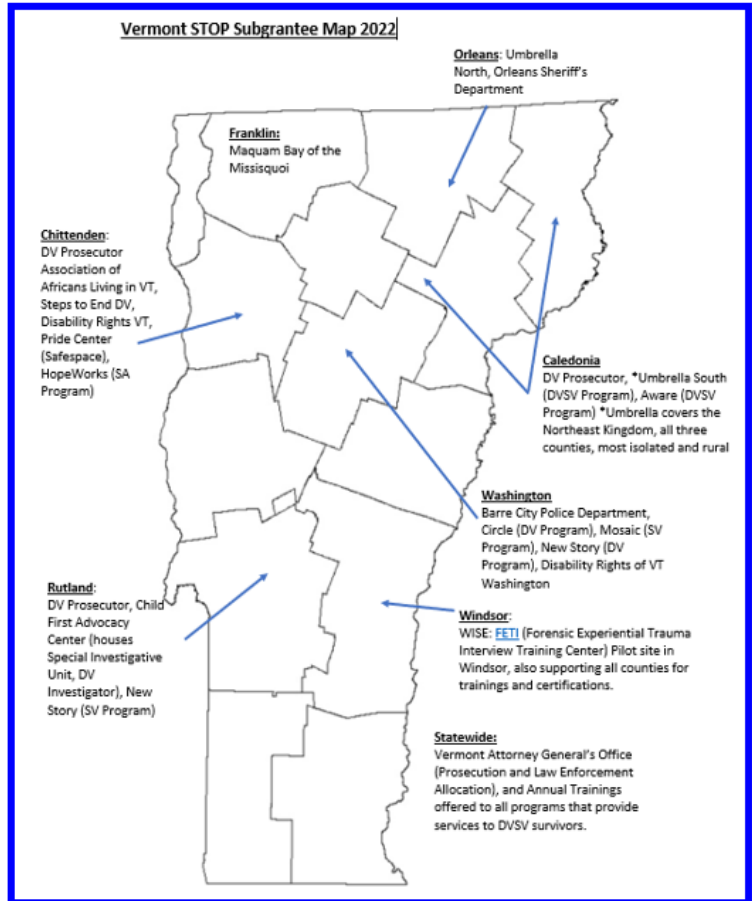 Vermont STOP Subgrantee Map 2022
Orleans: Umbrella
North, Orleans Sheriff's
Department
Franklin:
Maquam Bay of the
Missisquoi
Chittenden:
DV Prosecutor
Association of
Africans Living in VT,
Steps to End DV,
Disability Rights VT,
Pride Center
(Safespace),
HopeWorks (SA
Program)
Caledonia
DV Prosecutor, *Umbrella South
(DVSV Program), Aware (DVSV
Program) *Umbrella covers the
Northeast Kingdom, all three
counties, most isolated and rural
Washington
Barre City Police Department,
Circle (DV Program), Mosaic (SV
Program), New Story (DV
Program), Disability Rights of VT
Washington
Rutland:
DV Prosecutor, Child
First Advocacy
Center (houses
Special Investigative
Unit, DV
Investigator), New
Story (SV Program)
Windsor:
WISE: FETI (Forensic Experiential Trauma
Interview Training Center) Pilot site in
Windsor, also supporting all counties for
trainings and certifications.
Statewide:
Vermont Attorney General's Office
(Prosecution and Law Enforcement
Allocation), and Annual Trainings
offered to all programs that provide
services to DVSV survivors.